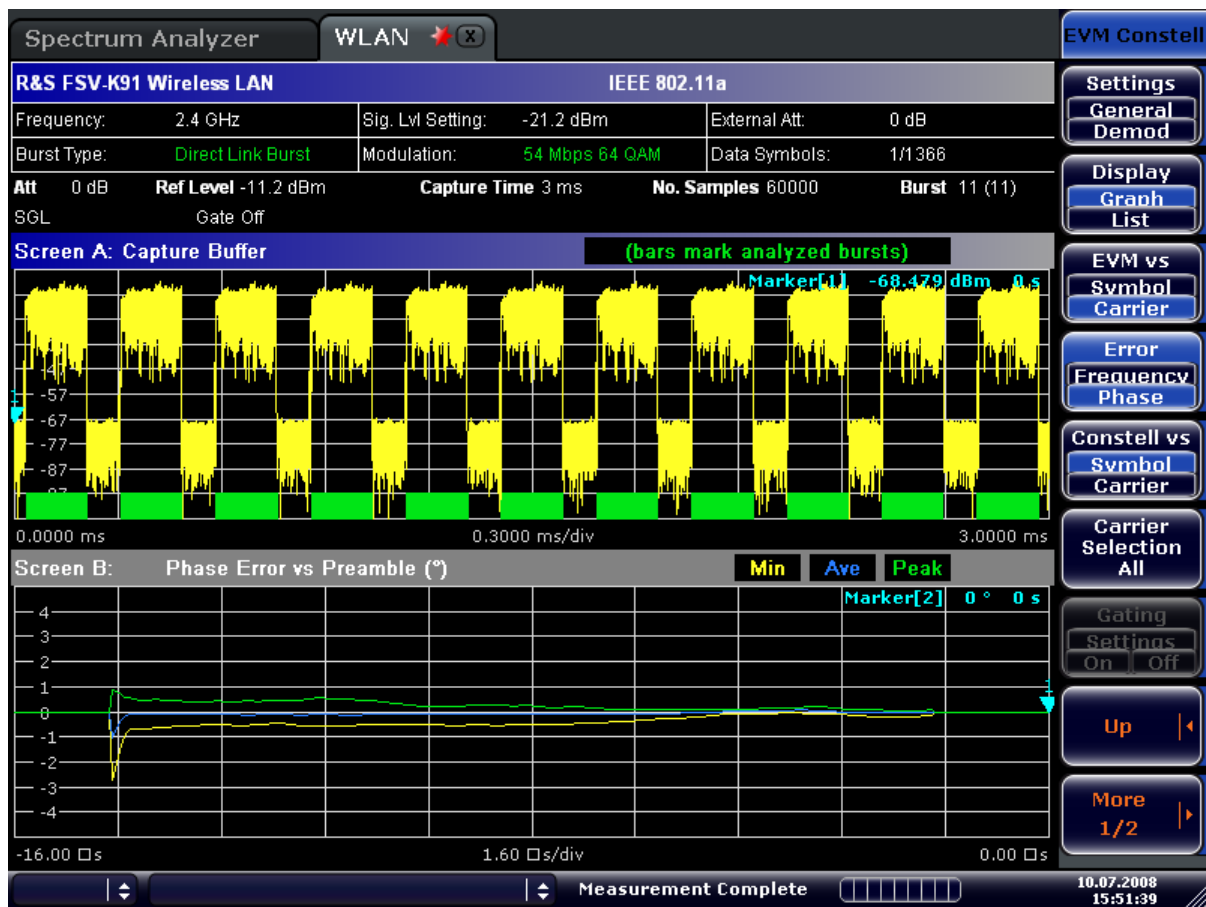 Spectrum Analyzer
WLAN X
R&S FSV-K91 Wireless LAN IEEE 802.11a
Frequency: 2.4 GHz Sig. Lvl Setting: -21.2 dBm External Att: 0 dB
Burst Type: Direct Link Burst Modulation: 54 Mbps 64 QAM Data Symbols: 1/1366
Att 0 dB Ref Level -11.2 dBm Capture Time 3 ms No. Samples 60000 Burst 11 (11)
SGL Gate Off
Screen A: Capture Buffer (bars mark analyzed bursts)
Marker[1] -68.479 dBm 0 s
-47
-57
-67
-77
-87
-97
0.0000 ms 0.3000 ms/div 3.0000 ms
Screen B: Phase Error vs Preamble (°) Min Ave Peak
Marker[2] 0 ° 0 s
4
3
2
1
0
-1
-2
-3
-4
-16.00 □s 1.60 □s/div 0.00 □s
Measurement Complete
EVM Constell
Settings
General
Demod
Display
Graph
List
EVM vs
Symbol
Carrier
Error
Frequency
Phase
Constell vs
Symbol
Carrier
Carrier
Selection
All
Gating
Settings
On Off
Up
More
1/2
10.07.2008
15:51:39